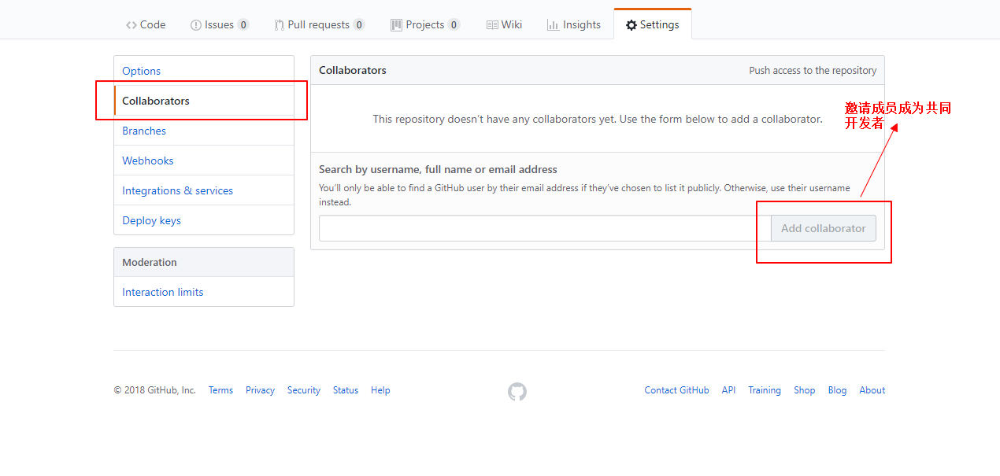 Code Issues 0 Pull requests 0 Projects 0 Wiki Insights Settings
Options
Collaborators
Branches
Webhooks
Integrations & services
Deploy keys
Moderation
Interaction limits
Collaborators Push access to the repository
This repository doesn’t have any collaborators yet. Use the form below to add a collaborator.
邀请成员成为共同
开发者
Search by username, full name or email address
You’ll only be able to find a GitHub user by their email address if they’ve chosen to list it publicly. Otherwise, use their username
instead.
Add collaborator
© 2018 GitHub, Inc. Terms Privacy Security Status Help Contact GitHub API Training Shop Blog About